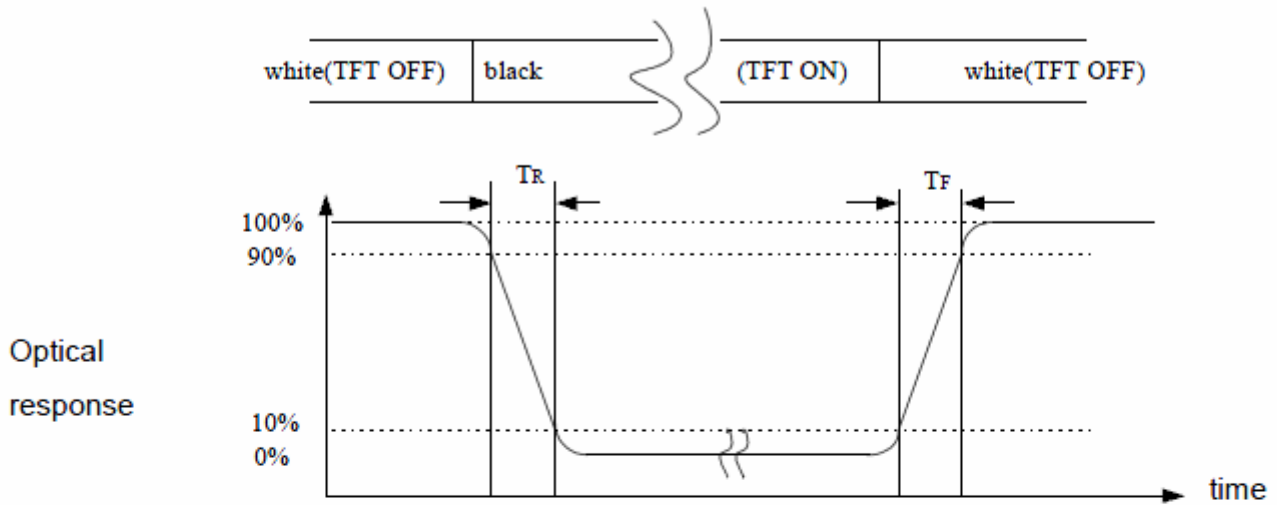 white(TFT OFF) black (TFT ON) white(TFT OFF)
TR TF
100%
90%
Optical
response
10%
0%
time